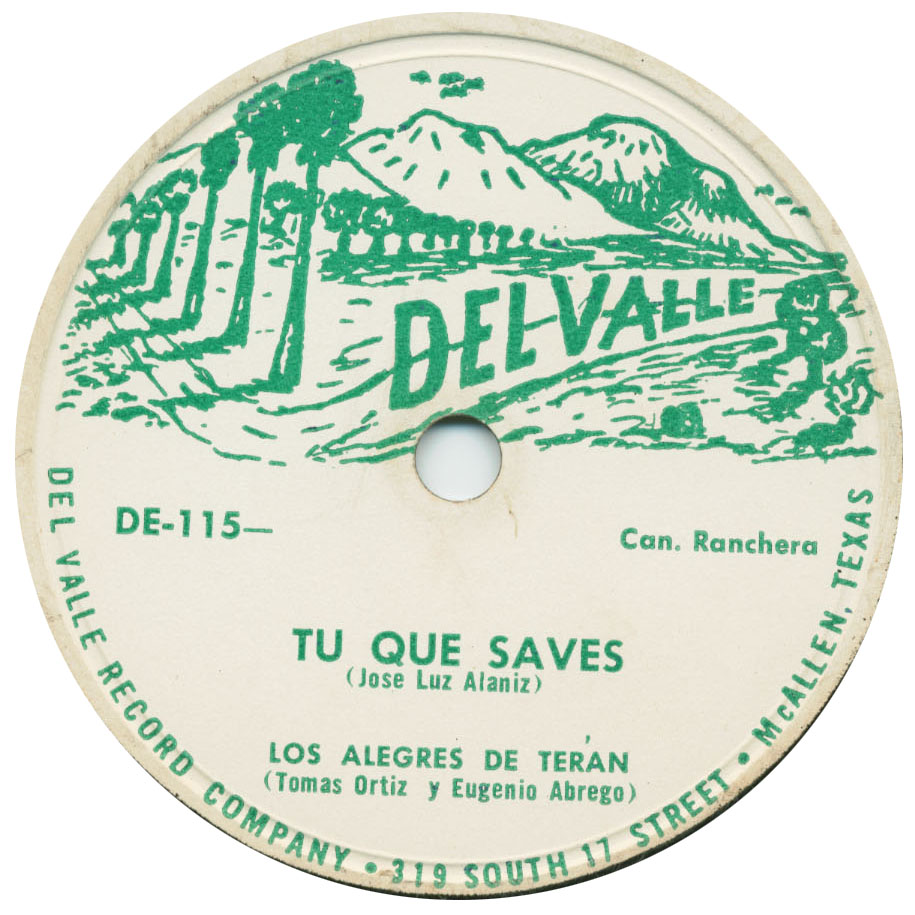 DEL VALLE
DE-115—
Can. Ranchera
TU QUE SAVES
(Jose Luz Alaniz)
LOS ALEGRES DE TERÁN
(Tomas Ortiz y Eugenio Abrego)
DEL VALLE RECORD COMPANY • 319 SOUTH 17 STREET • McALLEN, TEXAS